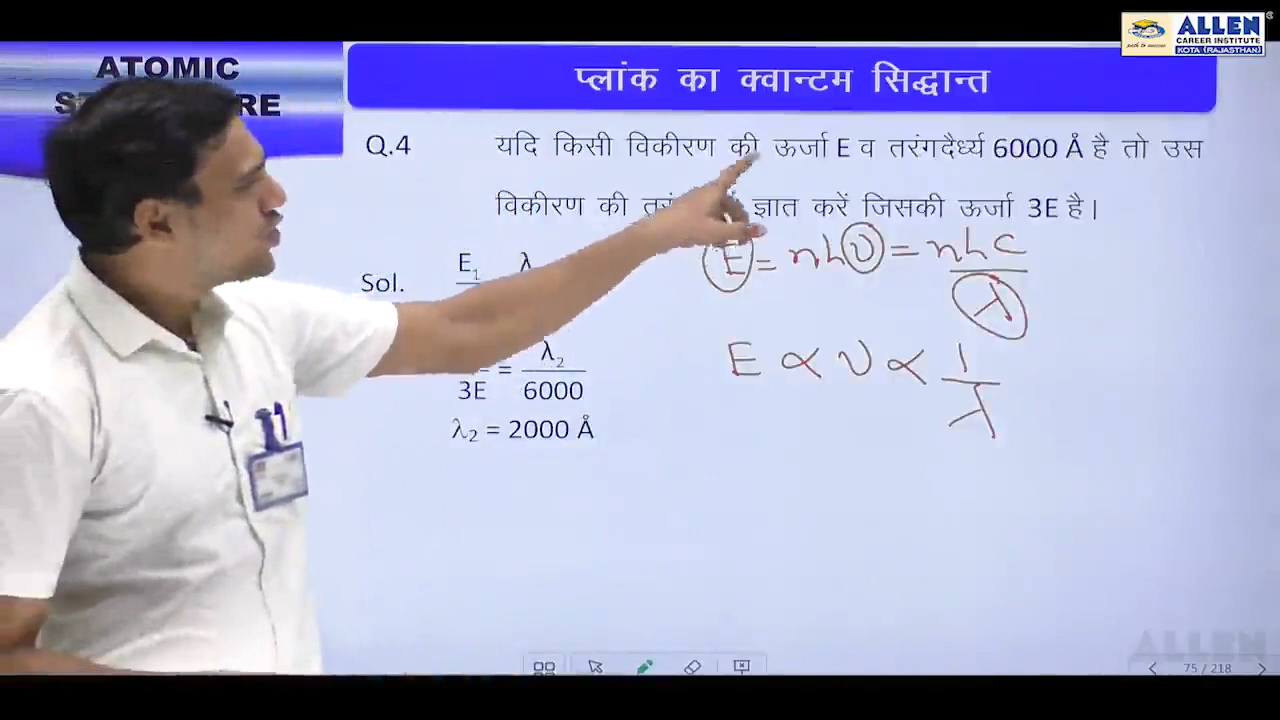 ALLEN
CAREER INSTITUTE
KOTA (RAJASTHAN)
ATOMIC
प्लांक का क्वान्टम सिद्धान्त
Q.4 यदि किसी विकीरण की ऊर्जा E व तरंगदैर्ध्य 6000 Å है तो उस
विकीरण की ज्ञात करें जिसकी ऊर्जा 3E है।
E = nhν = nhc
λ
Sol. E₁ λ
E ∝ ν ∝ 1
λ
λ₂
3E = 6000
λ₂ = 2000 Å
ALLEN
75 / 218